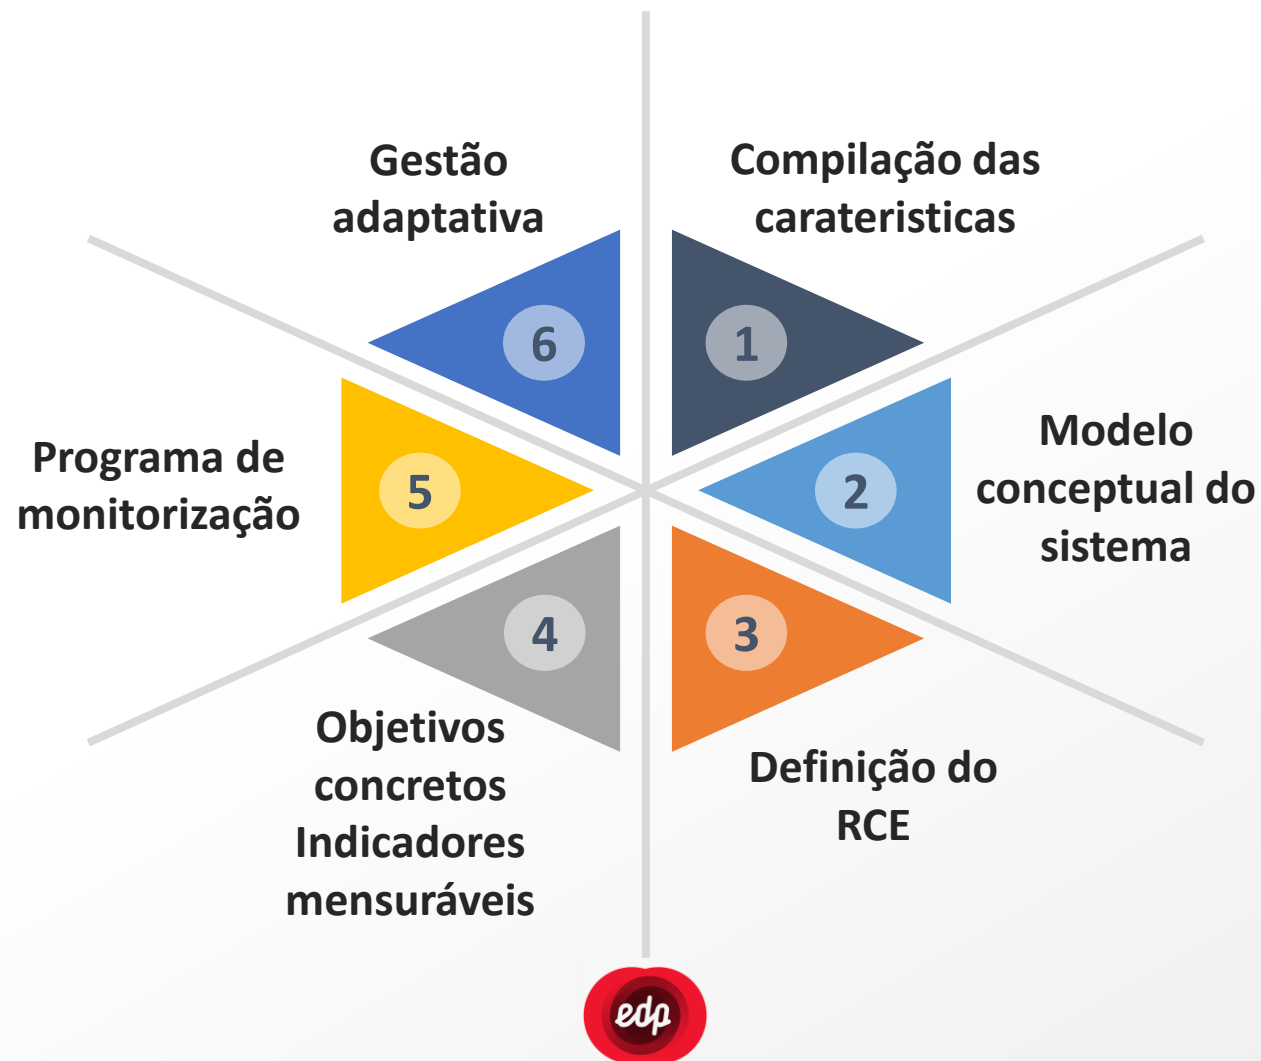 1
Compilação das
carateristicas
2
Modelo
conceptual do
sistema
3
Definição do
RCE
4
Objetivos
concretos
Indicadores
mensuráveis
5
Programa de
monitorização
6
Gestão
adaptativa
edp